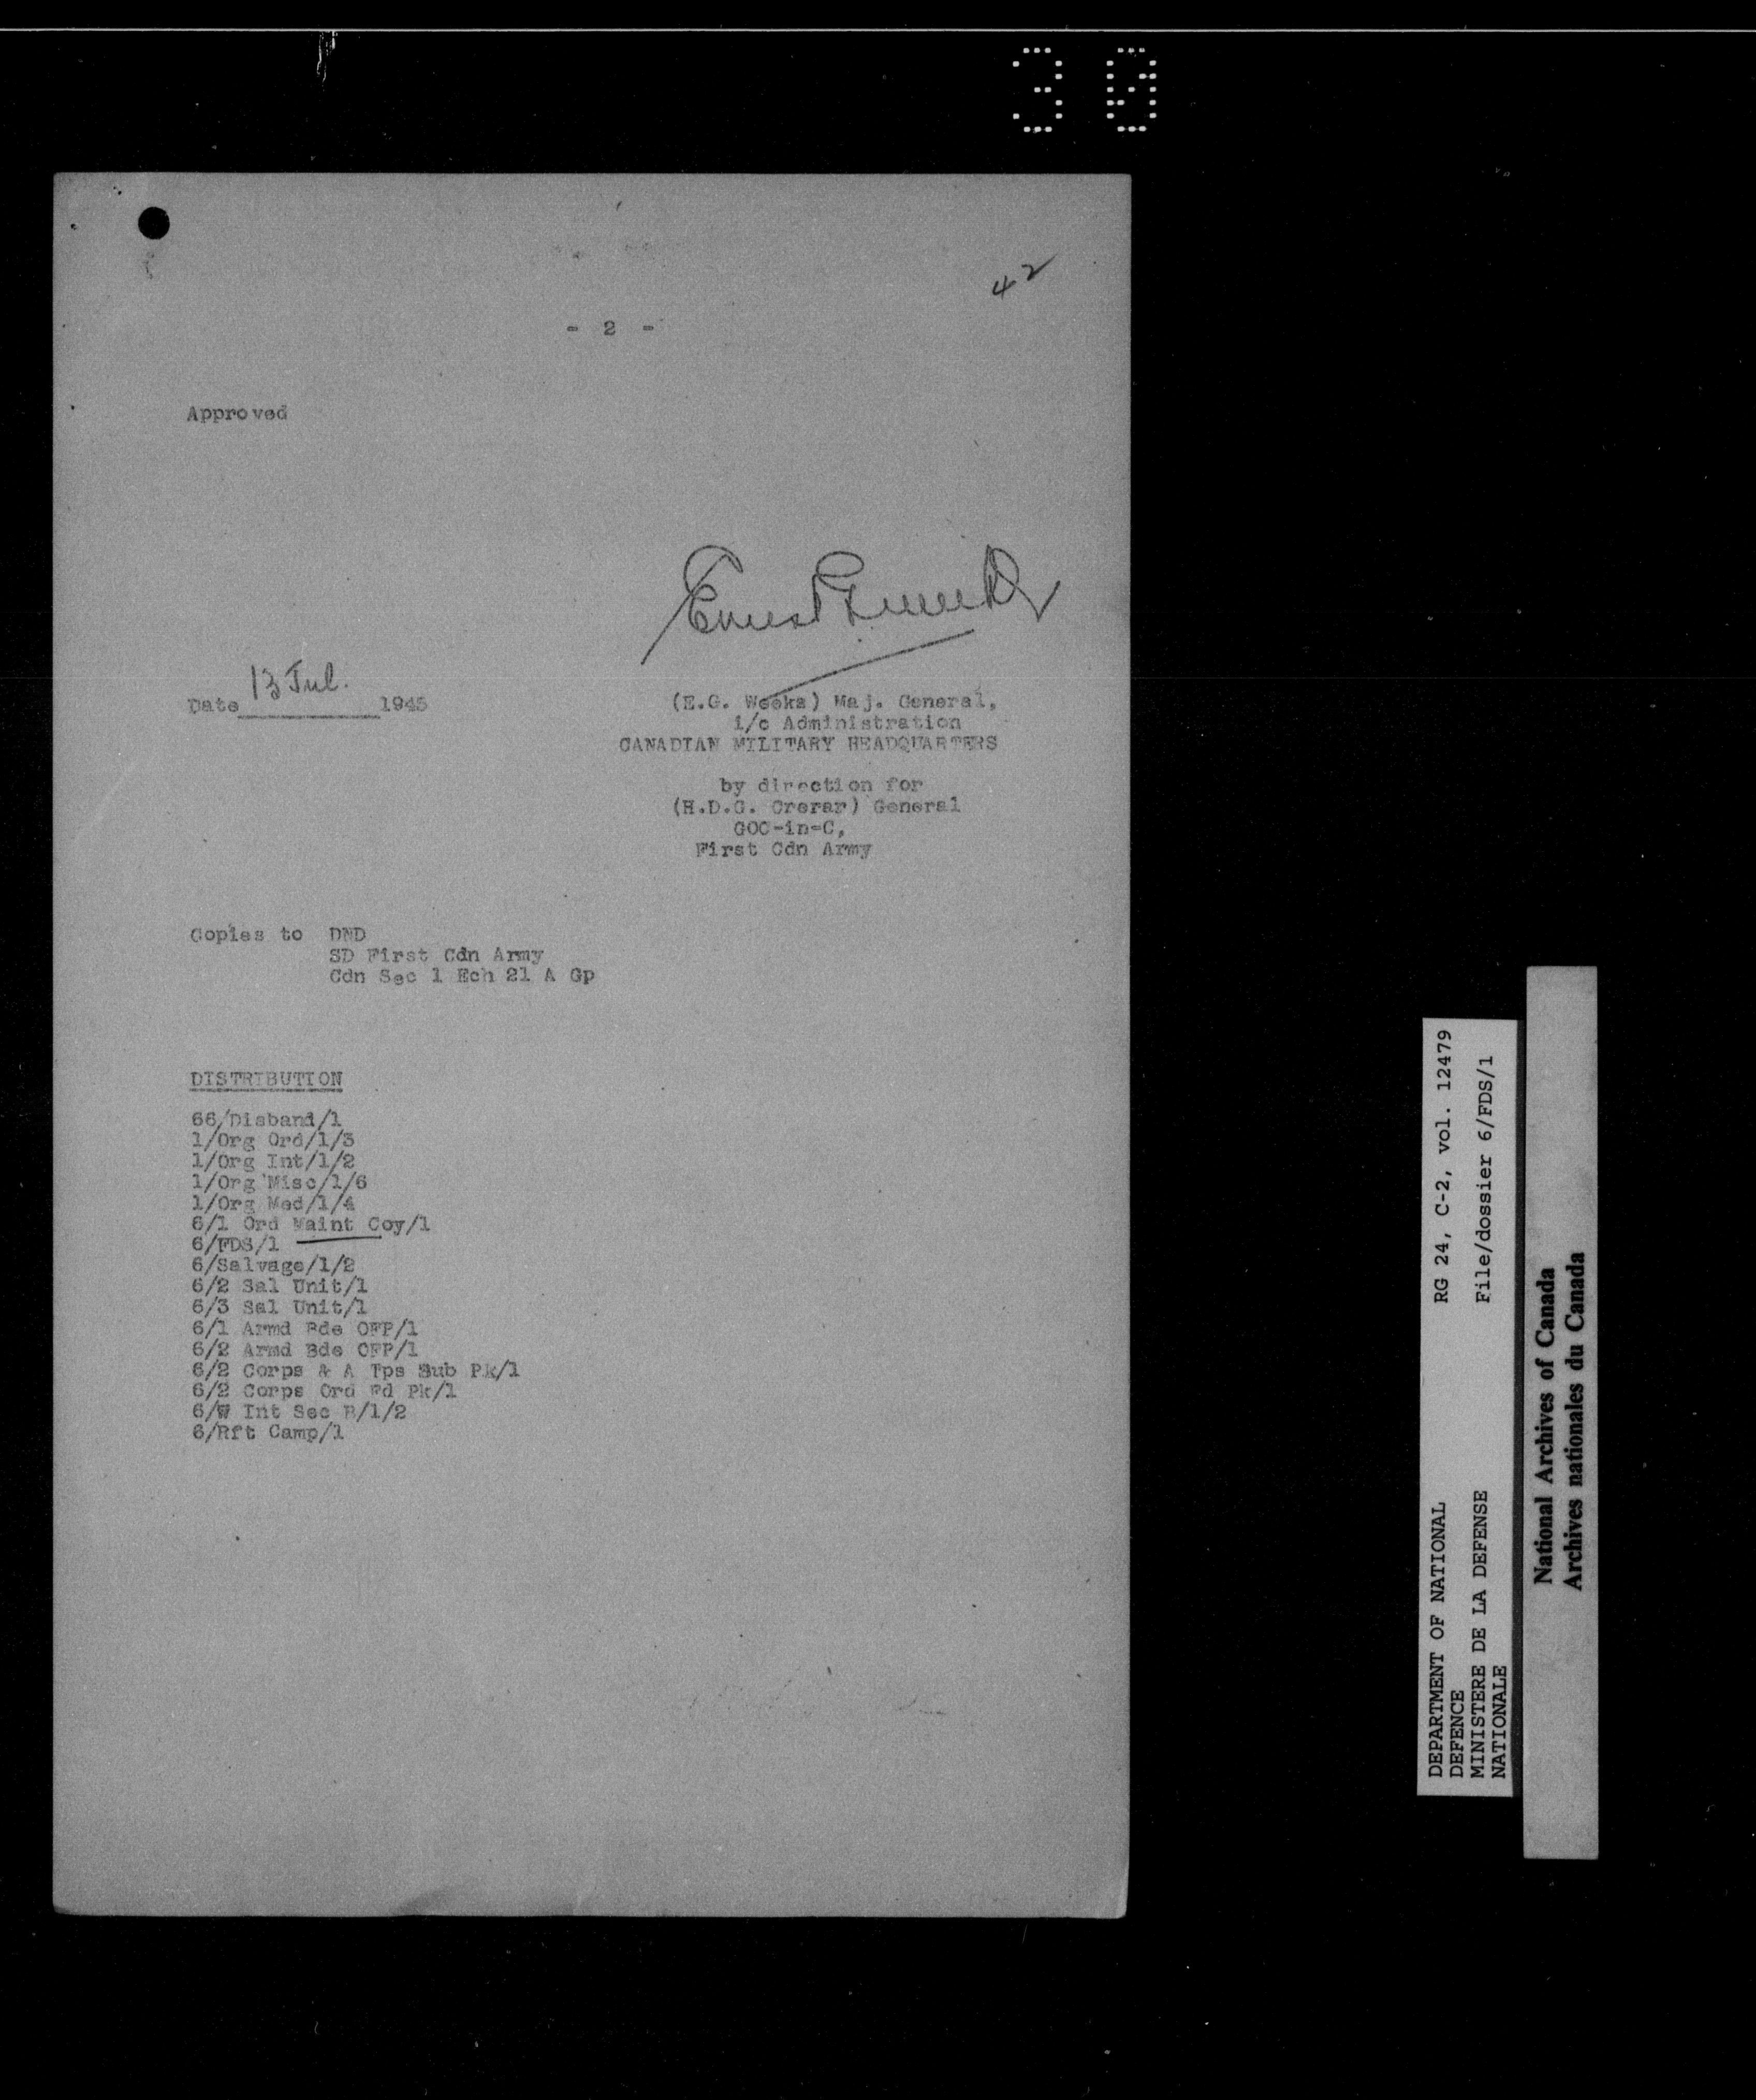 30
42
- 2 -
Approved
Date 13 Jul. 1945
(E.G. Weeks) Maj. General,
i/c Administration
CANADIAN MILITARY HEADQUARTERS
by direction for
(H.D.G. Crerar) General
GOC-in-C,
First Cdn Army
Copies to DND
SD First Cdn Army
Cdn Sec 1 Ech 21 A Gp
DISTRIBUTION
66/Disband/1
1/Org Ord/1/3
1/Org Int/1/2
1/Org Misc/1/6
1/Org Med/1/4
6/1 Ord Maint Coy/1
6/FDS/1
6/Salvage/1/2
6/2 Sal Unit/1
6/3 Sal Unit/1
6/1 Armd Bde OFP/1
6/2 Armd Bde OFP/1
6/2 Corps & A Tps Sub Pk/1
6/2 Corps Ord Fd Pk/1
6/W Int Sec B/1/2
6/Rft Camp/1
DEPARTMENT OF NATIONAL
DEFENCE
MINISTERE DE LA DEFENSE
NATIONALE
RG 24, C-2, vol. 12479
File/dossier 6/FDS/1
National Archives of Canada
Archives nationales du Canada